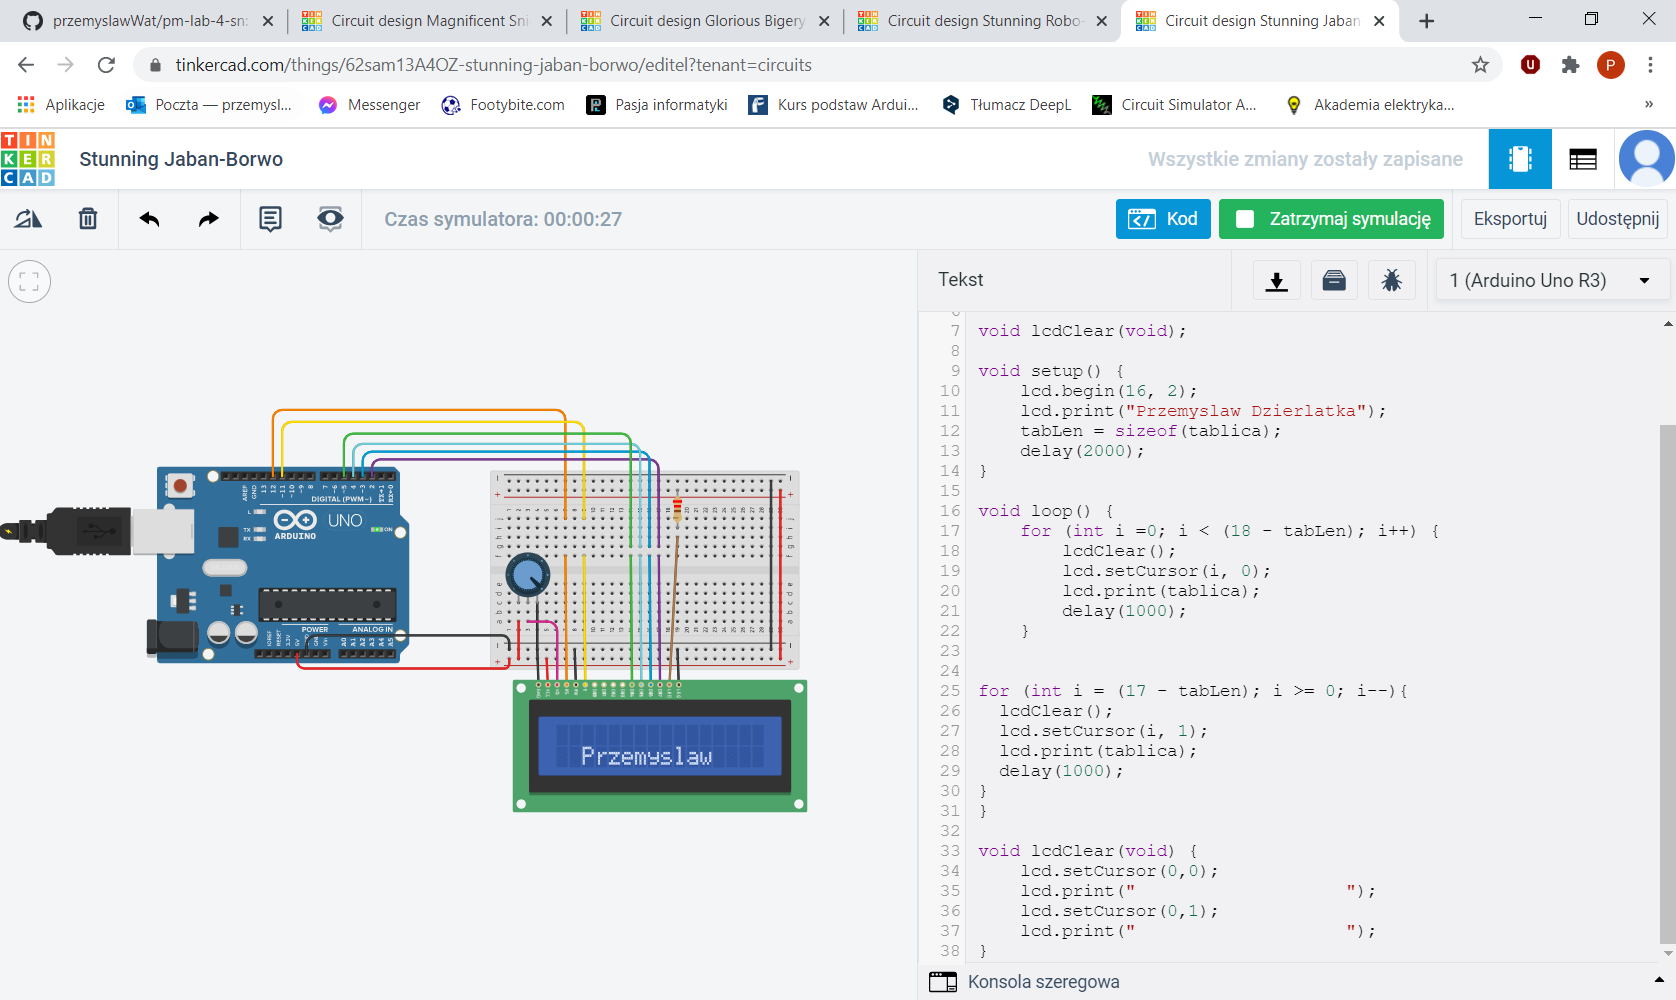 przemyslawWat/pm-lab-4-sn:
Circuit design Magnificent Sni
Circuit design Glorious Bigery
Circuit design Stunning Robo-
Circuit design Stunning Jaban
tinkercad.com/things/62sam13A4OZ-stunning-jaban-borwo/editel?tenant=circuits
P
Aplikacje
Poczta — przemysl...
Messenger
Footybite.com
Pasja informatyki
Kurs podstaw Ardui...
Tłumacz DeepL
Circuit Simulator A...
Akademia elektryka...
»
TIN
KER
CAD
Stunning Jaban-Borwo
Wszystkie zmiany zostały zapisane
Czas symulatora: 00:00:27
Kod
Zatrzymaj symulację
Eksportuj
Udostępnij
Tekst
1 (Arduino Uno R3)
6
7 void lcdClear(void);
8
9 void setup() {
10 lcd.begin(16, 2);
11 lcd.print("Przemyslaw Dzierlatka");
12 tabLen = sizeof(tablica);
13 delay(2000);
14 }
15
16 void loop() {
17 for (int i =0; i < (18 - tabLen); i++) {
18 lcdClear();
19 lcd.setCursor(i, 0);
20 lcd.print(tablica);
21 delay(1000);
22 }
23
24
25 for (int i = (17 - tabLen); i >= 0; i--){
26 lcdClear();
27 lcd.setCursor(i, 1);
28 lcd.print(tablica);
29 delay(1000);
30 }
31 }
32
33 void lcdClear(void) {
34 lcd.setCursor(0,0);
35 lcd.print("                    ");
36 lcd.setCursor(0,1);
37 lcd.print("                    ");
38 }
Konsola szeregowa
DIGITAL (PWM~)
UNO
ARDUINO
L
TX
RX
ON
POWER
ANALOG IN
Przemyslaw